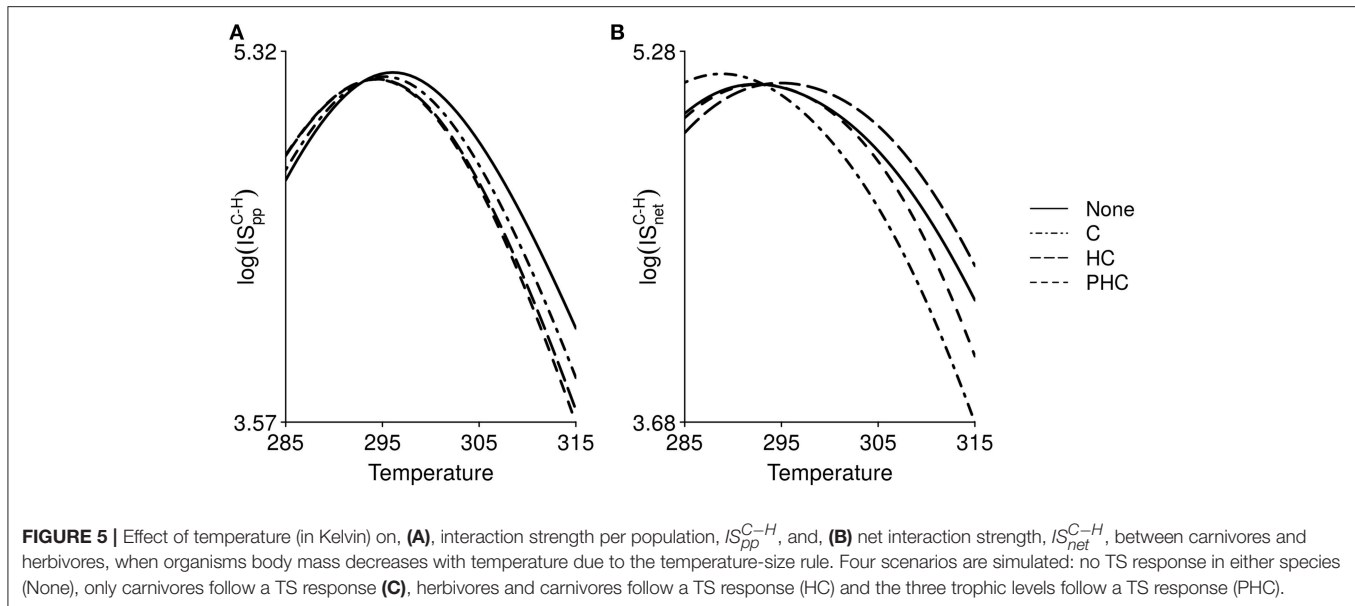 A
B
5.32
5.28
log(IS_pp^C-H)
log(IS_net^C-H)
None
C
HC
PHC
3.57
3.68
285 295 305 315
285 295 305 315
Temperature
Temperature
FIGURE 5 | Effect of temperature (in Kelvin) on, (A), interaction strength per population, IS_pp^C−H, and, (B) net interaction strength, IS_net^C−H, between carnivores and
herbivores, when organisms body mass decreases with temperature due to the temperature-size rule. Four scenarios are simulated: no TS response in either species
(None), only carnivores follow a TS response (C), herbivores and carnivores follow a TS response (HC) and the three trophic levels follow a TS response (PHC).